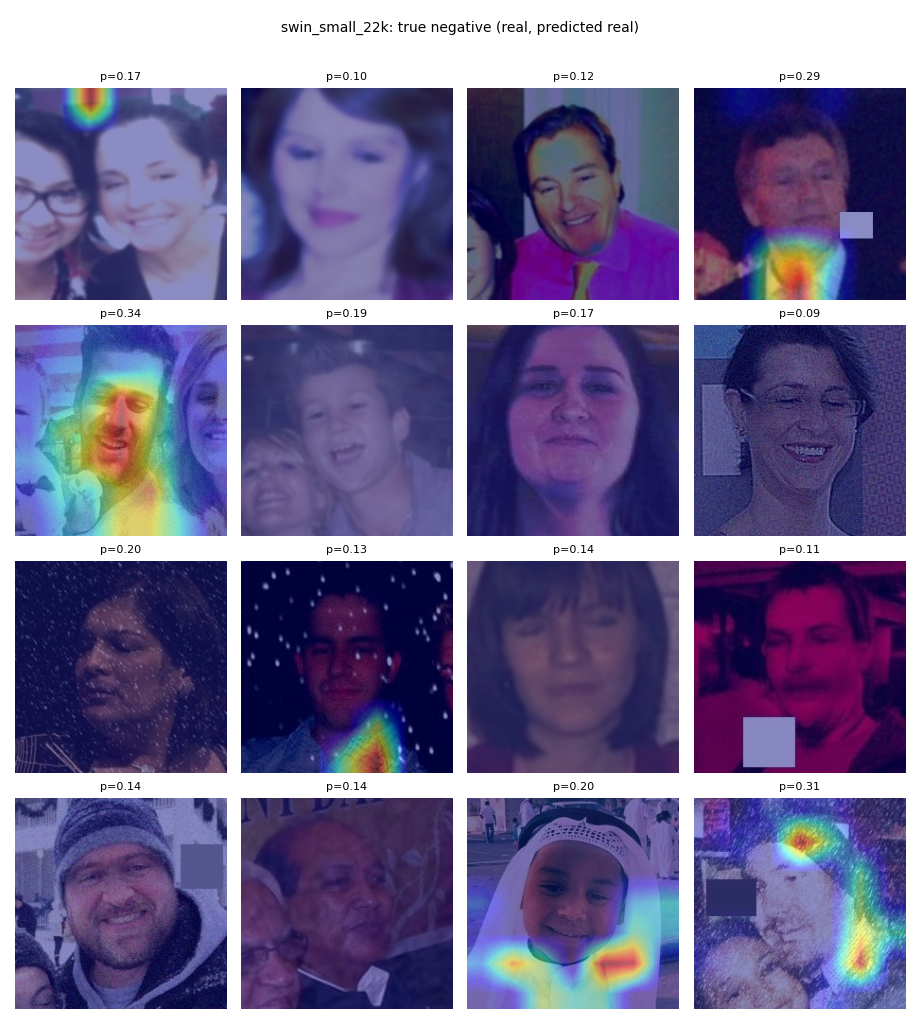 swin_small_22k: true negative (real, predicted real)
p=0.17 p=0.10 p=0.12 p=0.29
p=0.34 p=0.19 p=0.17 p=0.09
p=0.20 p=0.13 p=0.14 p=0.11
p=0.14 p=0.14 p=0.20 p=0.31